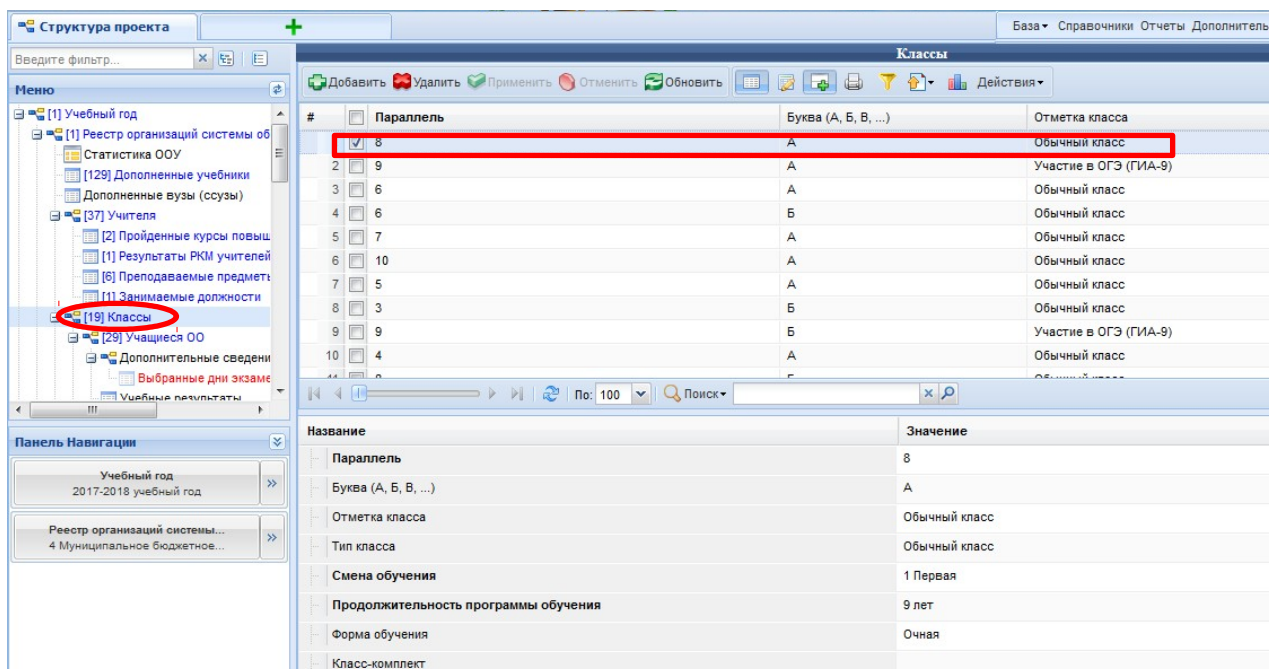 Структура проекта
База Справочники Отчеты Дополнитель
Введите фильтр...
Классы
Меню
Добавить Удалить Применить Отменить Обновить Действия
[1] Учебный год
[1] Реестр организаций системы об
Статистика ООУ
[129] Дополненные учебники
Дополненные вузы (ссузы)
[37] Учителя
[2] Пройденные курсы повыш
[1] Результаты РКМ учителей
[6] Преподаваемые предметь
[1] Занимаемые должности
[19] Классы
[29] Учащиеся ОО
Дополнительные сведени
Выбранные дни экзаме
Учебные результаты
# Параллель Буква (А, Б, В, ...) Отметка класса
8 А Обычный класс
2 9 А Участие в ОГЭ (ГИА-9)
3 6 А Обычный класс
4 6 Б Обычный класс
5 7 А Обычный класс
6 10 А Обычный класс
7 5 А Обычный класс
8 3 Б Обычный класс
9 9 Б Участие в ОГЭ (ГИА-9)
10 4 А Обычный класс
По: 100 Поиск
Панель Навигации
Учебный год
2017-2018 учебный год
Реестр организаций системы...
4 Муниципальное бюджетное...
Название Значение
Параллель 8
Буква (А, Б, В, ...) А
Отметка класса Обычный класс
Тип класса Обычный класс
Смена обучения 1 Первая
Продолжительность программы обучения 9 лет
Форма обучения Очная
Класс-комплект